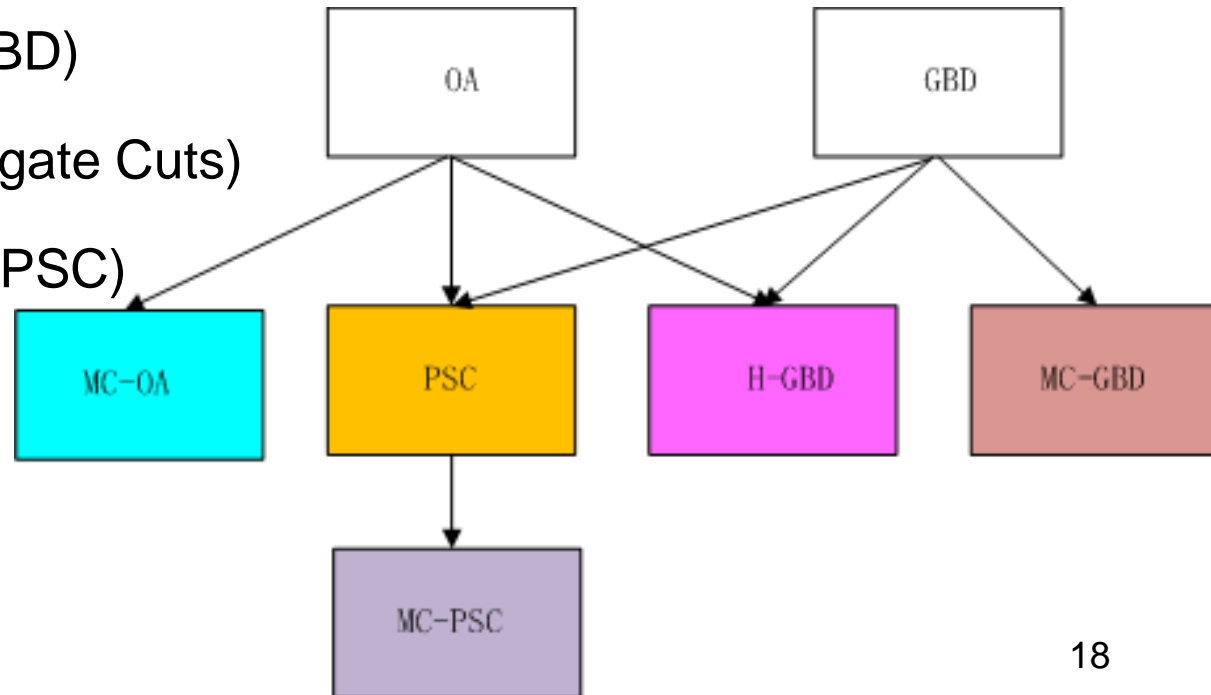 BD)
gate Cuts)
PSC)
OA
GBD
MC-OA
PSC
H-GBD
MC-GBD
MC-PSC
18